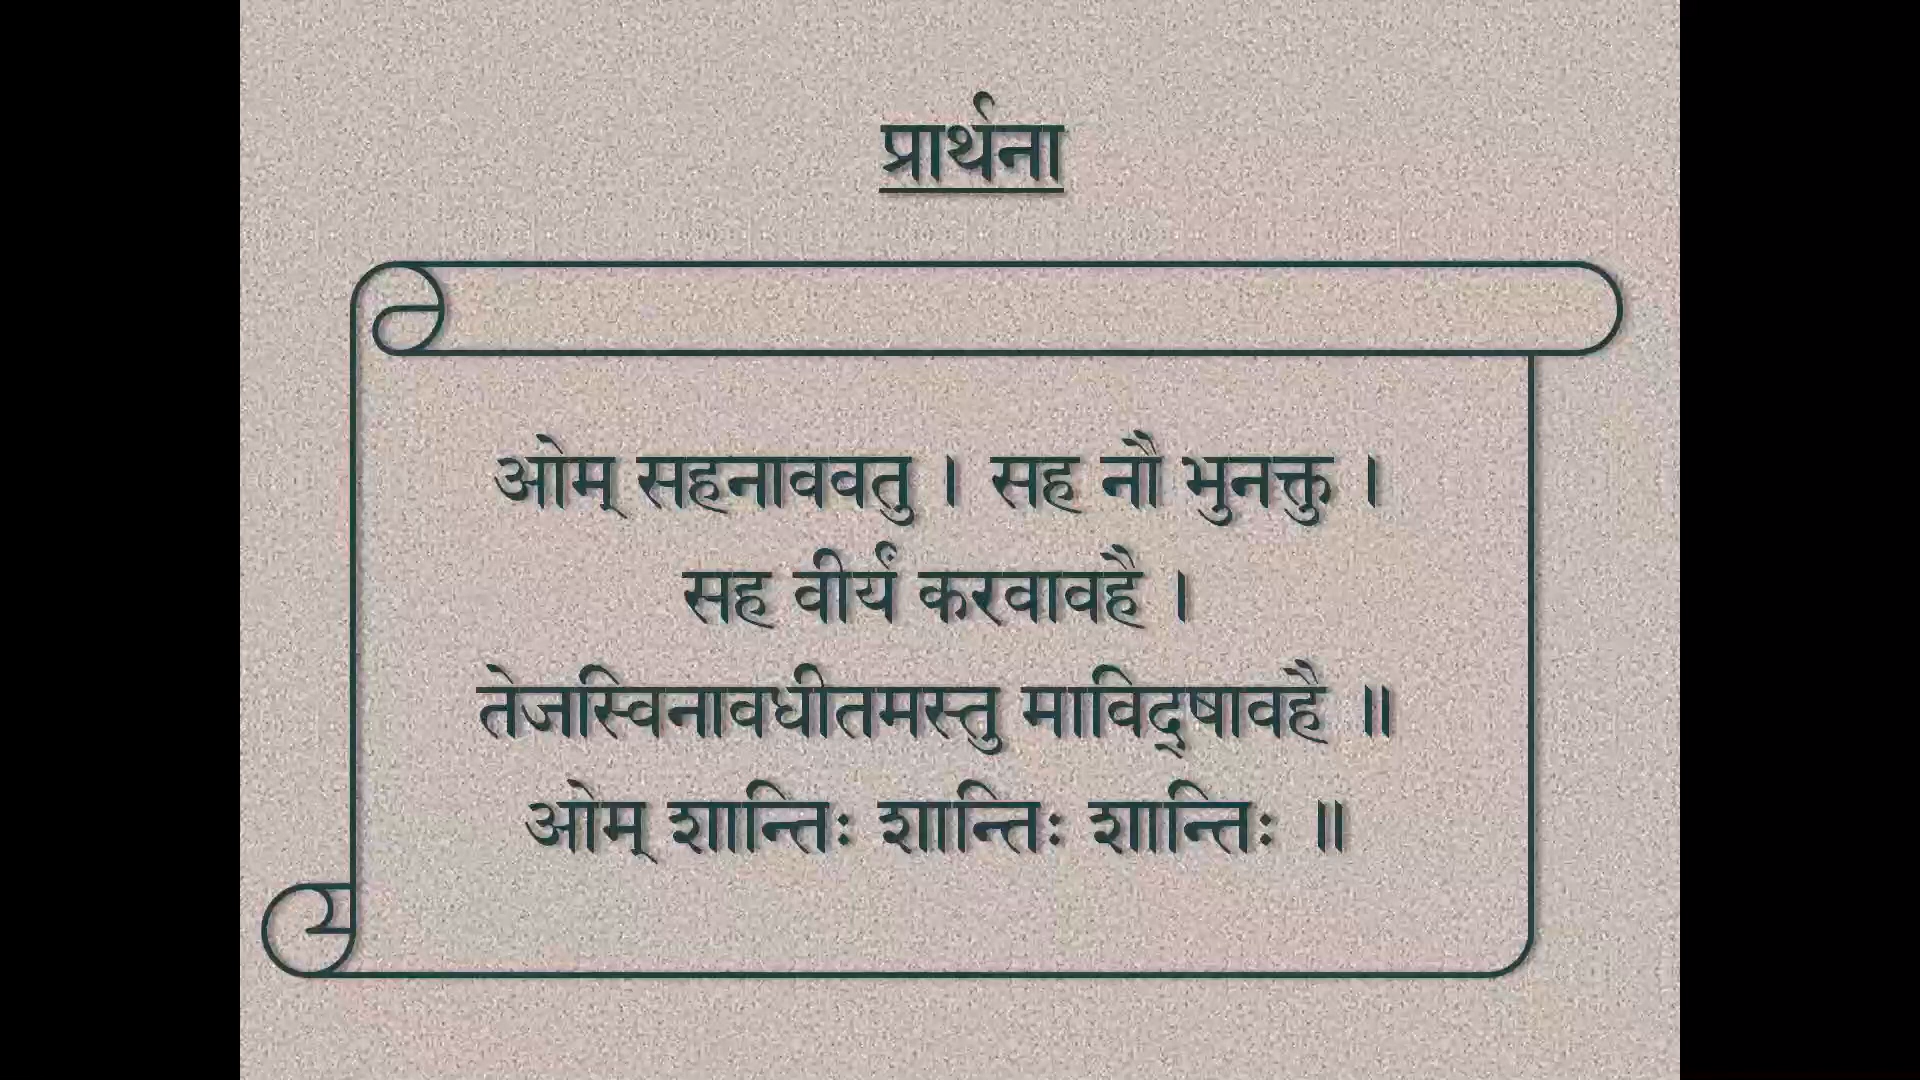 प्रार्थना
ओम् सहनाववतु । सह नौ भुनक्तु ।
सह वीर्यं करवावहै ।
तेजस्विनावधीतमस्तु माविद्षावहै ॥
ओम् शान्तिः शान्तिः शान्तिः ॥